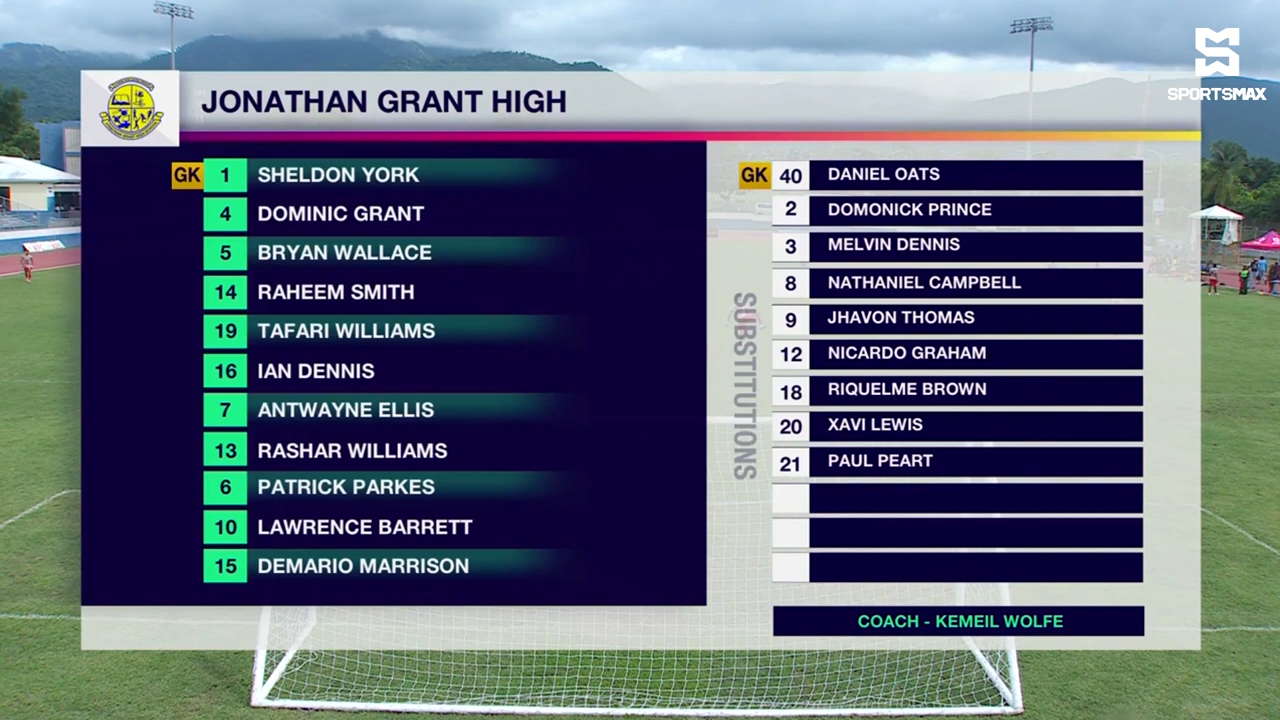 SPORTSMAX
JONATHAN GRANT HIGH
GK 1 SHELDON YORK
4 DOMINIC GRANT
5 BRYAN WALLACE
14 RAHEEM SMITH
19 TAFARI WILLIAMS
16 IAN DENNIS
7 ANTWAYNE ELLIS
13 RASHAR WILLIAMS
6 PATRICK PARKES
10 LAWRENCE BARRETT
15 DEMARIO MARRISON
SUBSTITUTIONS
GK 40 DANIEL OATS
2 DOMONICK PRINCE
3 MELVIN DENNIS
8 NATHANIEL CAMPBELL
9 JHAVON THOMAS
12 NICARDO GRAHAM
18 RIQUELME BROWN
20 XAVI LEWIS
21 PAUL PEART
COACH - KEMEIL WOLFE